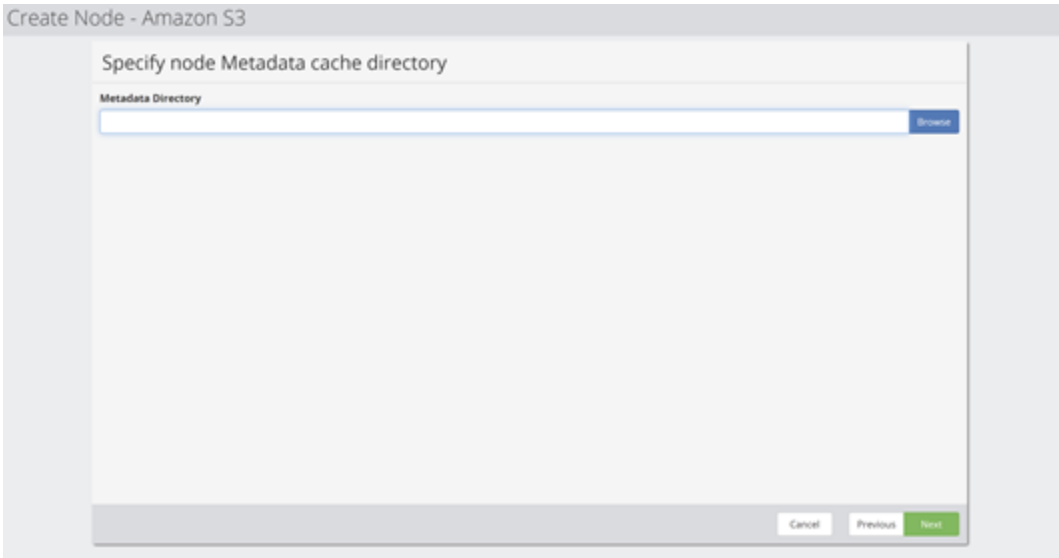 Create Node - Amazon S3
Specify node Metadata cache directory
Metadata Directory
Browse
Cancel Previous Next